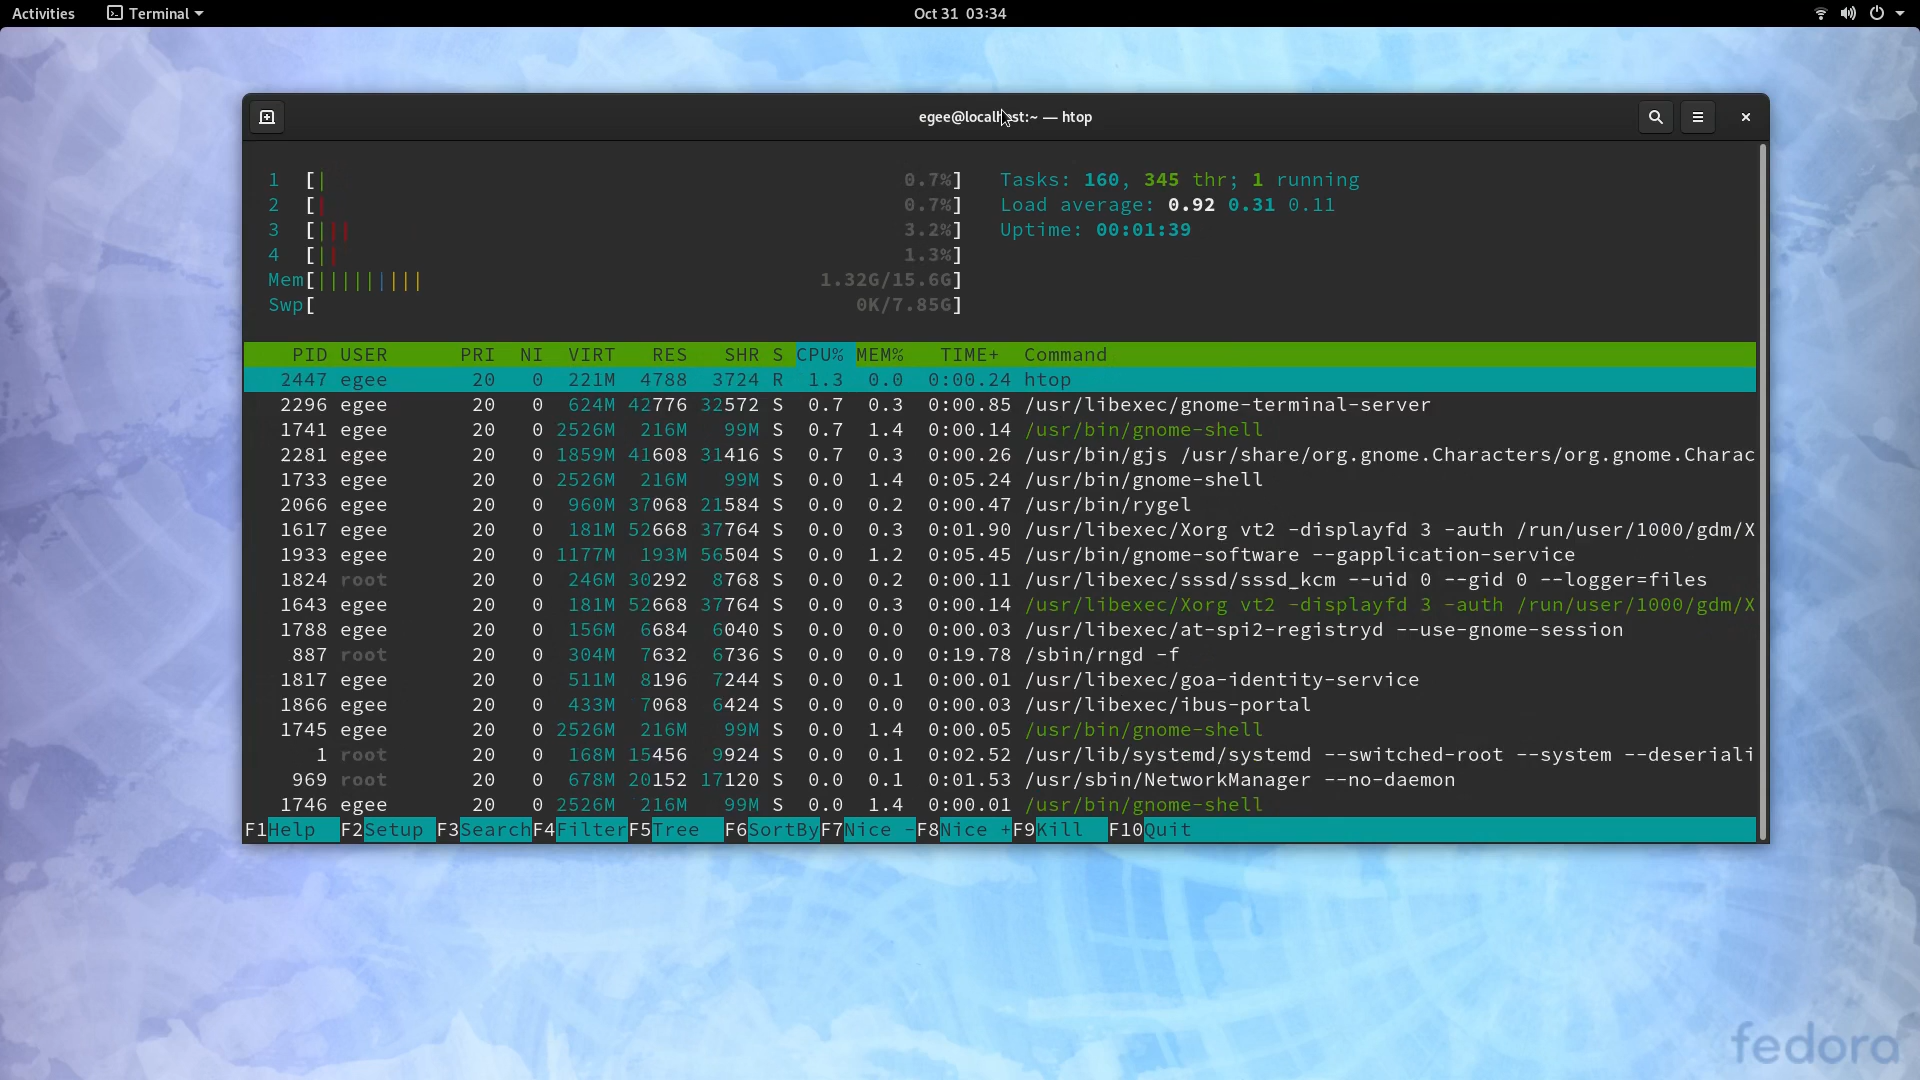 Activities Terminal Oct 31 03:34
egee@localhost:~ — htop
1 [| 0.7%] Tasks: 160, 345 thr; 1 running
2 [| 0.7%] Load average: 0.92 0.31 0.11
3 [||| 3.2%] Uptime: 00:01:39
4 [|| 1.3%]
Mem[||||||||| 1.32G/15.6G]
Swp[ 0K/7.85G]
PID USER PRI NI VIRT RES SHR S CPU% MEM% TIME+ Command
2447 egee 20 0 221M 4788 3724 R 1.3 0.0 0:00.24 htop
2296 egee 20 0 624M 42776 32572 S 0.7 0.3 0:00.85 /usr/libexec/gnome-terminal-server
1741 egee 20 0 2526M 216M 99M S 0.7 1.4 0:00.14 /usr/bin/gnome-shell
2281 egee 20 0 1859M 41608 31416 S 0.7 0.3 0:00.26 /usr/bin/gjs /usr/share/org.gnome.Characters/org.gnome.Charac
1733 egee 20 0 2526M 216M 99M S 0.0 1.4 0:05.24 /usr/bin/gnome-shell
2066 egee 20 0 960M 37068 21584 S 0.0 0.2 0:00.47 /usr/bin/rygel
1617 egee 20 0 181M 52668 37764 S 0.0 0.3 0:01.90 /usr/libexec/Xorg vt2 -displayfd 3 -auth /run/user/1000/gdm/X
1933 egee 20 0 1177M 193M 56504 S 0.0 1.2 0:05.45 /usr/bin/gnome-software --gapplication-service
1824 root 20 0 246M 30292 8768 S 0.0 0.2 0:00.11 /usr/libexec/sssd/sssd_kcm --uid 0 --gid 0 --logger=files
1643 egee 20 0 181M 52668 37764 S 0.0 0.3 0:00.14 /usr/libexec/Xorg vt2 -displayfd 3 -auth /run/user/1000/gdm/X
1788 egee 20 0 156M 6684 6040 S 0.0 0.0 0:00.03 /usr/libexec/at-spi2-registryd --use-gnome-session
887 root 20 0 304M 7632 6736 S 0.0 0.0 0:19.78 /sbin/rngd -f
1817 egee 20 0 511M 8196 7244 S 0.0 0.1 0:00.01 /usr/libexec/goa-identity-service
1866 egee 20 0 433M 7068 6424 S 0.0 0.0 0:00.03 /usr/libexec/ibus-portal
1745 egee 20 0 2526M 216M 99M S 0.0 1.4 0:00.05 /usr/bin/gnome-shell
1 root 20 0 168M 15456 9924 S 0.0 0.1 0:02.52 /usr/lib/systemd/systemd --switched-root --system --deseriali
969 root 20 0 678M 20152 17120 S 0.0 0.1 0:01.53 /usr/sbin/NetworkManager --no-daemon
1746 egee 20 0 2526M 216M 99M S 0.0 1.4 0:00.01 /usr/bin/gnome-shell
F1Help F2Setup F3SearchF4FilterF5Tree F6SortByF7Nice -F8Nice +F9Kill F10Quit
fedora